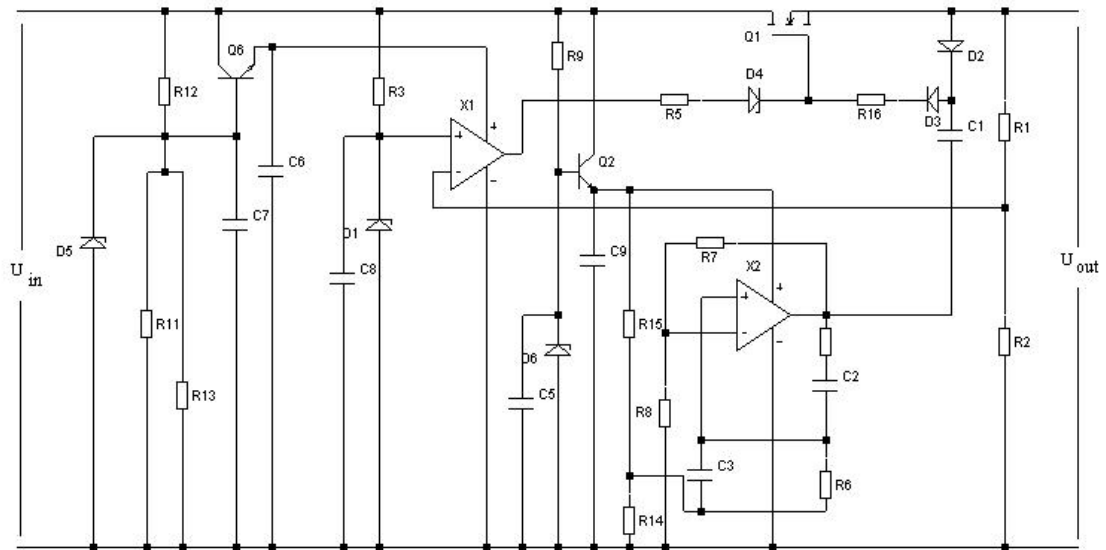 Q6
R12
R3
R9
X1
+
+
-
-
Q1
D4
R5
D2
R16
D3
C1
R1
C6
C7
D5
D1
C8
Q2
C9
R7
X2
+
+
-
-
U in
U out
R11
R13
D6
C5
R15
R8
C2
R2
C3
R6
R14